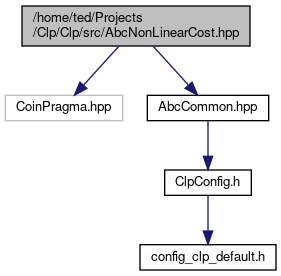 /home/ted/Projects
/Clp/Clp/src/AbcNonLinearCost.hpp
CoinPragma.hpp
AbcCommon.hpp
ClpConfig.h
config_clp_default.h